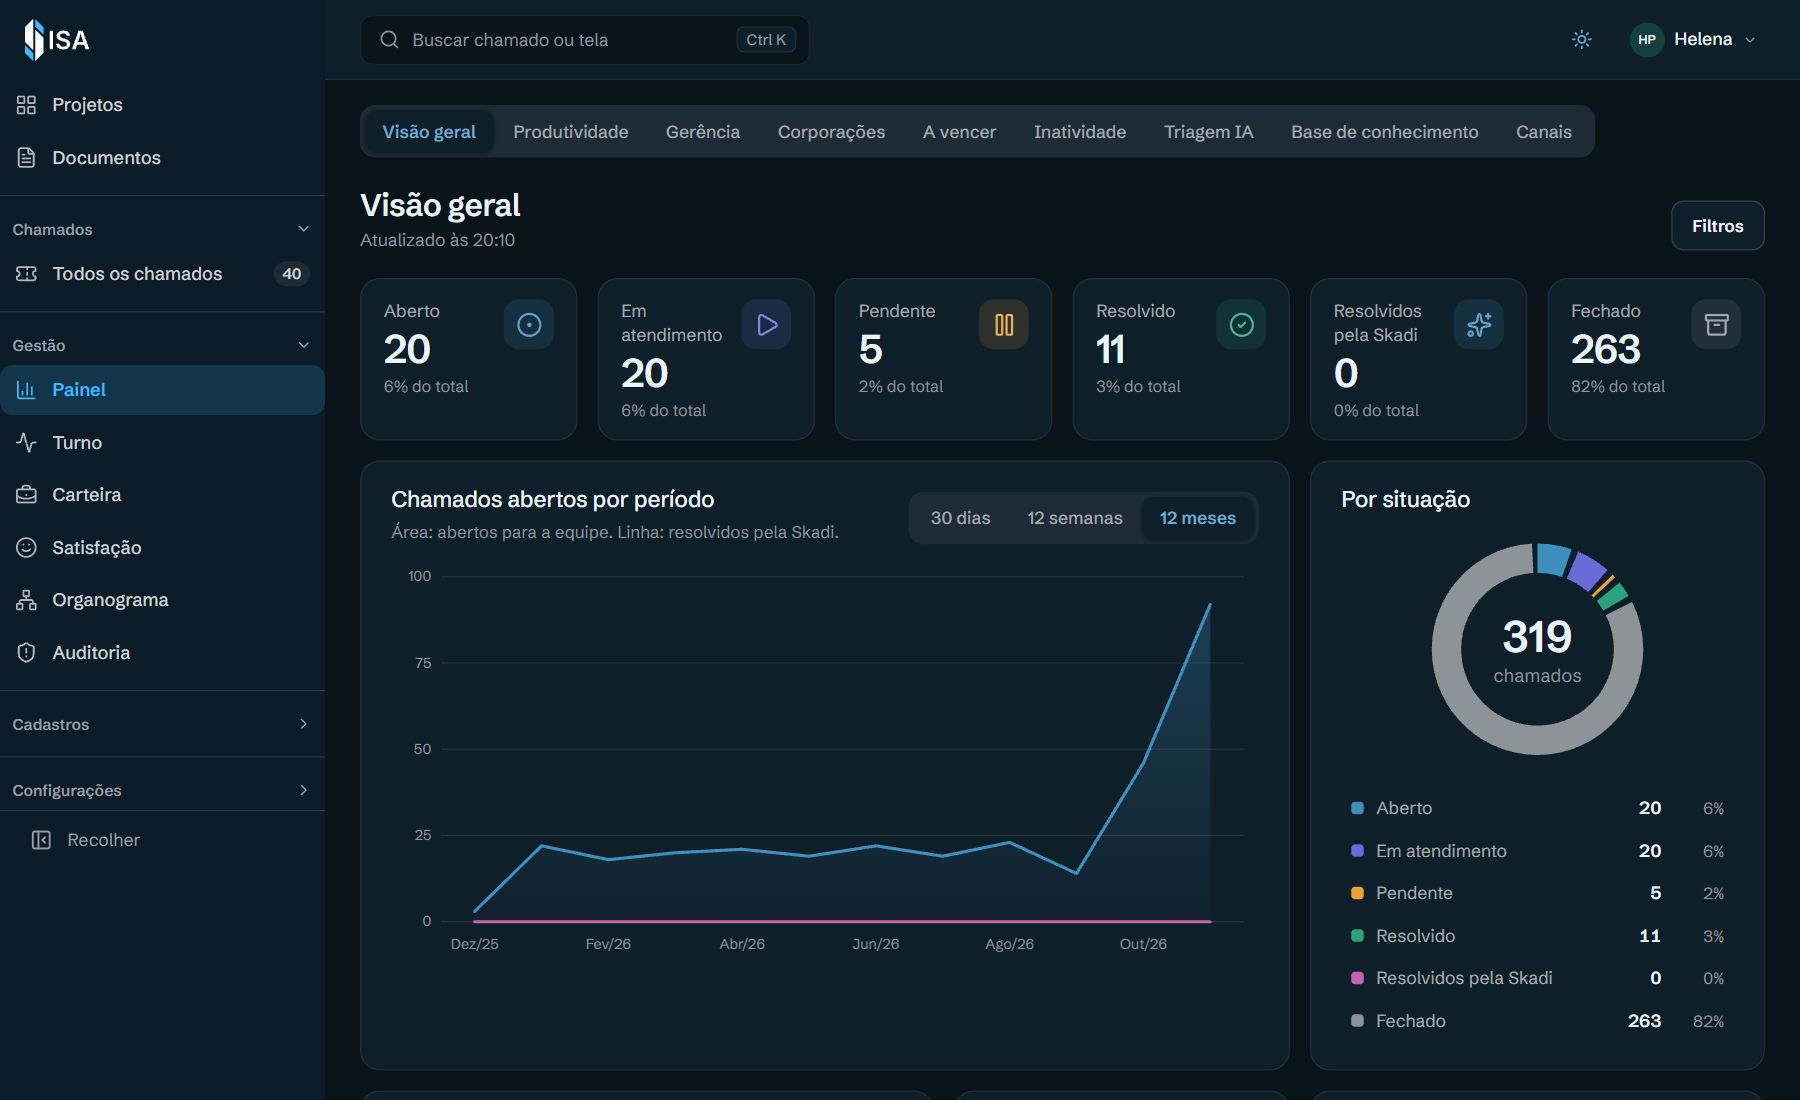 ISA
Buscar chamado ou tela
Ctrl K
HP
Helena
Projetos
Documentos
Chamados
Todos os chamados
40
Gestão
Painel
Turno
Carteira
Satisfação
Organograma
Auditoria
Cadastros
Configurações
Recolher
Visão geral
Produtividade
Gerência
Corporações
A vencer
Inatividade
Triagem IA
Base de conhecimento
Canais
Visão geral
Atualizado às 20:10
Filtros
Aberto
20
6% do total
Em
atendimento
20
6% do total
Pendente
5
2% do total
Resolvido
11
3% do total
Resolvidos
pela Skadi
0
0% do total
Fechado
263
82% do total
Chamados abertos por período
Área: abertos para a equipe. Linha: resolvidos pela Skadi.
30 dias
12 semanas
12 meses
100
75
50
25
0
Dez/25
Fev/26
Abr/26
Jun/26
Ago/26
Out/26
Por situação
319
chamados
Aberto 20 6%
Em atendimento 20 6%
Pendente 5 2%
Resolvido 11 3%
Resolvidos pela Skadi 0 0%
Fechado 263 82%